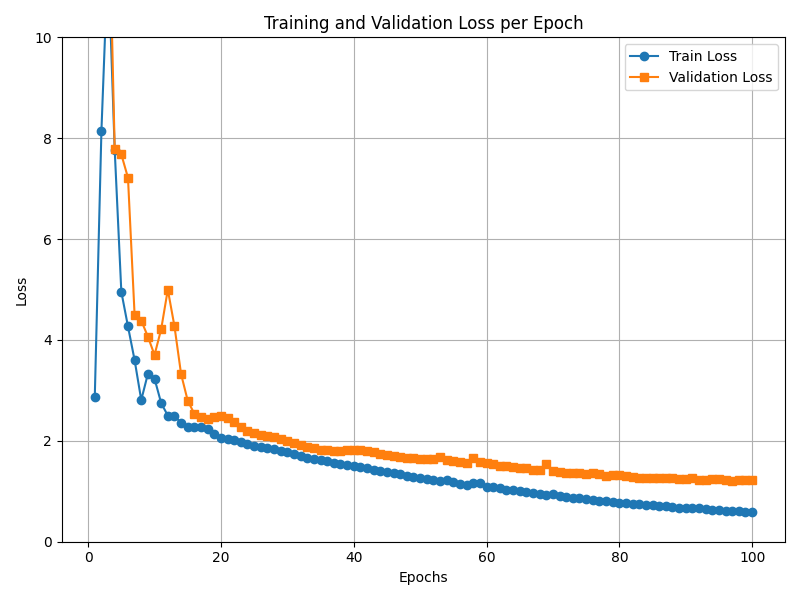 Training and Validation Loss per Epoch
Train Loss
Validation Loss
10
8
6
4
2
0
Loss
0 20 40 60 80 100
Epochs